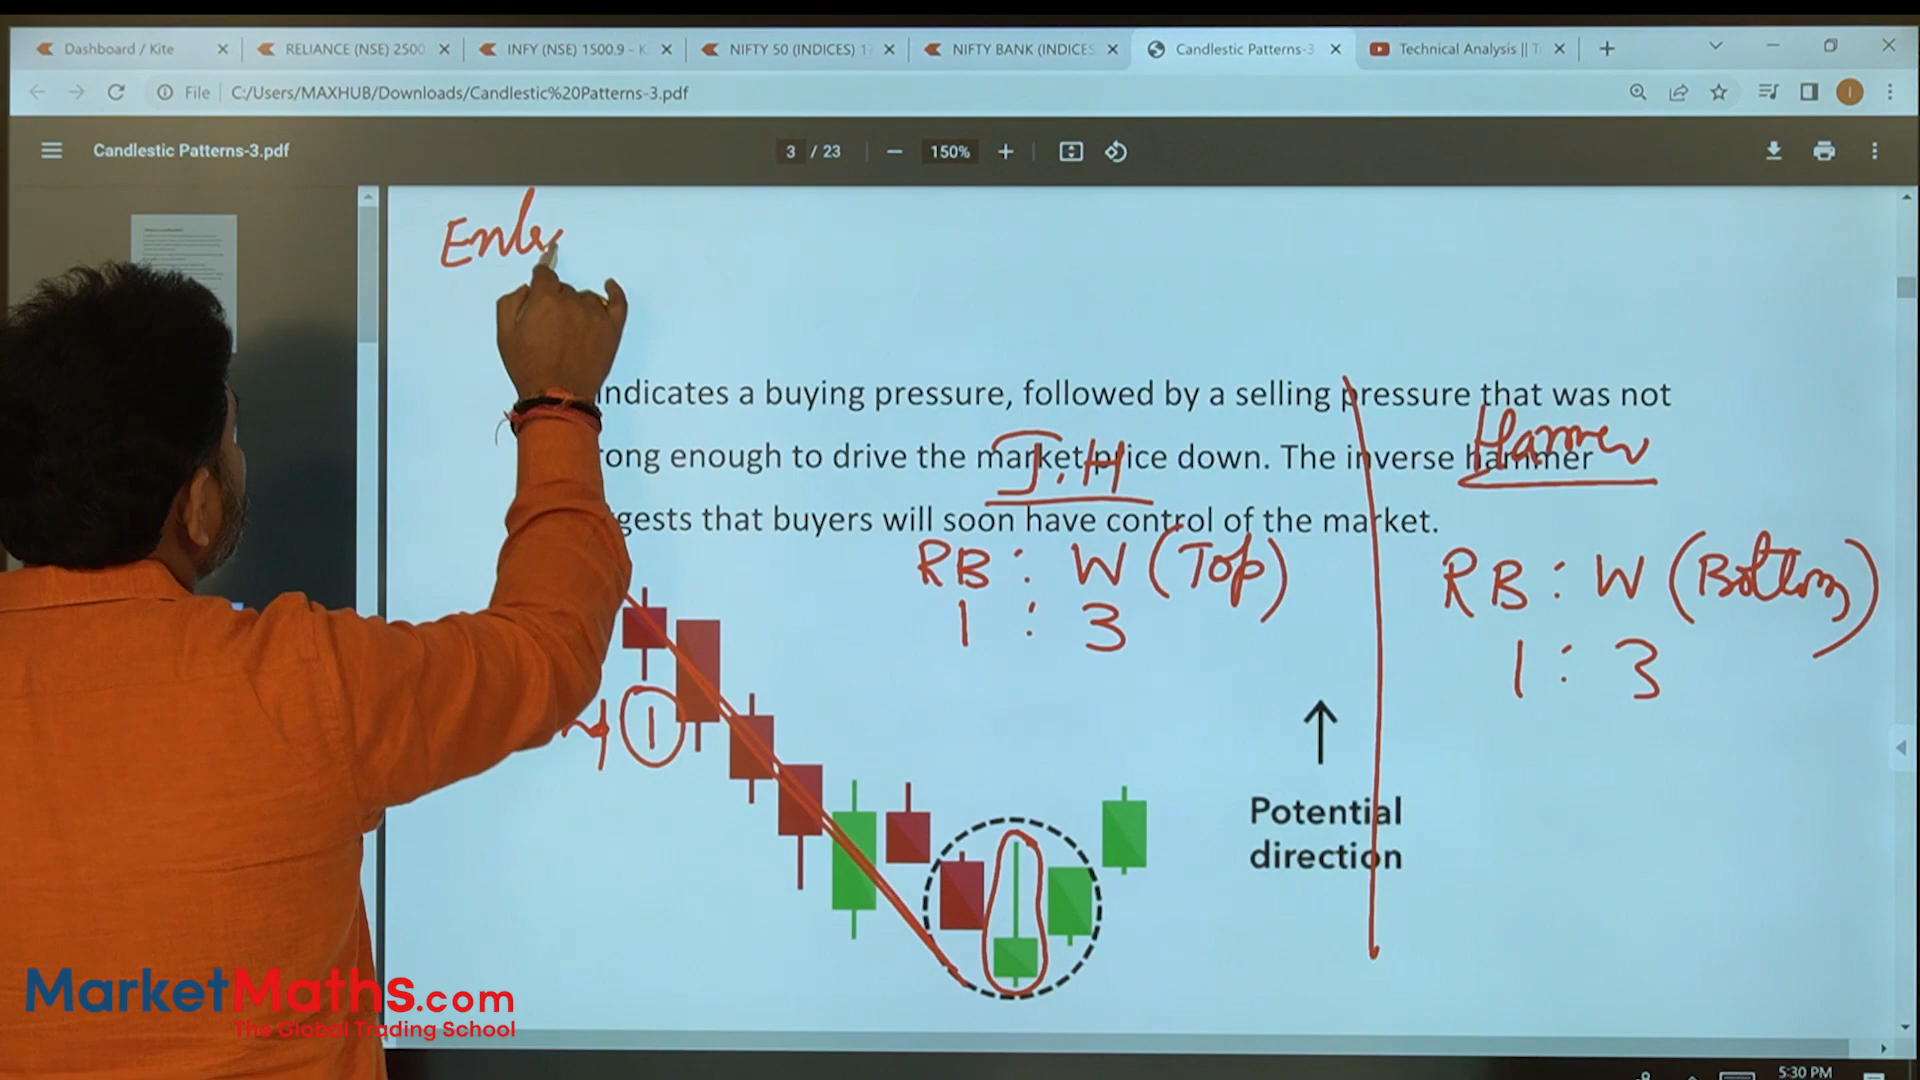 Dashboard / Kite
RELIANCE (NSE) 2500
INFY (NSE) 1500.9 - K
NIFTY 50 (INDICES) 17
NIFTY BANK (INDICES
Candlestic Patterns-3
Technical Analysis || T
File
C:/Users/MAXHUB/Downloads/Candlestic%20Patterns-3.pdf
I
Candlestic Patterns-3.pdf
3 / 23
150%
indicates a buying pressure, followed by a selling pressure that was not
rong enough to drive the market price down. The inverse hammer
gests that buyers will soon have control of the market.
I.H
Hammer
RB : W (Top)
1 : 3
RB : W (Bottom)
1 : 3
1
Potential
direction
MarketMaths.com
The Global Trading School
5:30 PM